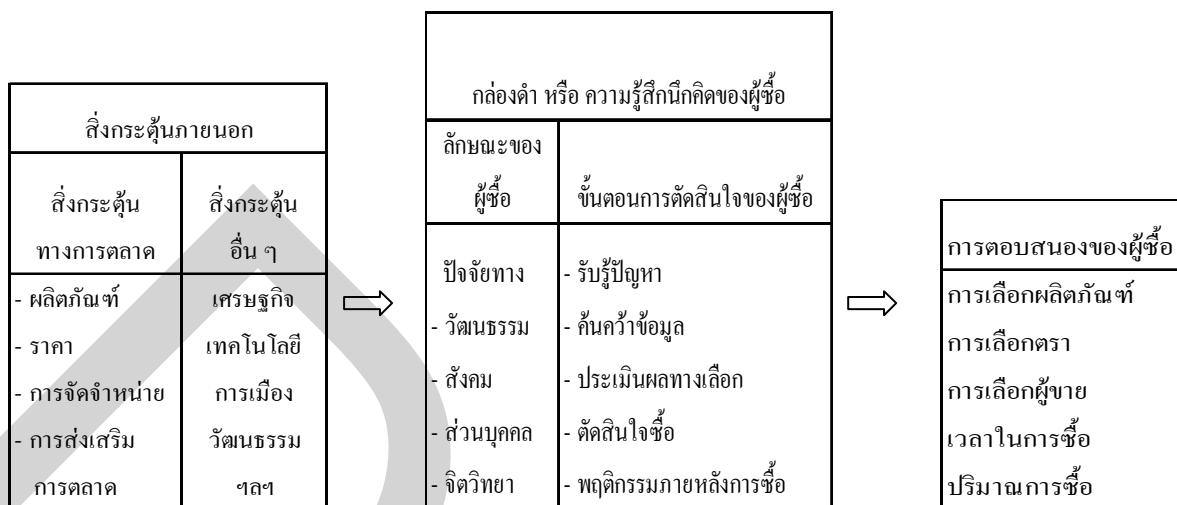 สิ่งกระตุ้นภายนอก
สิ่งกระตุ้น
ทางการตลาด
สิ่งกระตุ้น
อื่น ๆ
- ผลิตภัณฑ์
- ราคา
- การจัดจำหน่าย
- การส่งเสริม
การตลาด
เศรษฐกิจ
เทคโนโลยี
การเมือง
วัฒนธรรม
ฯลฯ
กล่องดำ หรือ ความรู้สึกนึกคิดของผู้ซื้อ
ลักษณะของ
ผู้ซื้อ
ขั้นตอนการตัดสินใจของผู้ซื้อ
ปัจจัยทาง
- วัฒนธรรม
- สังคม
- ส่วนบุคคล
- จิตวิทยา
- รับรู้ปัญหา
- ค้นคว้าข้อมูล
- ประเมินผลทางเลือก
- ตัดสินใจซื้อ
- พฤติกรรมภายหลังการซื้อ
การตอบสนองของผู้ซื้อ
การเลือกผลิตภัณฑ์
การเลือกตรา
การเลือกผู้ขาย
เวลาในการซื้อ
ปริมาณการซื้อ